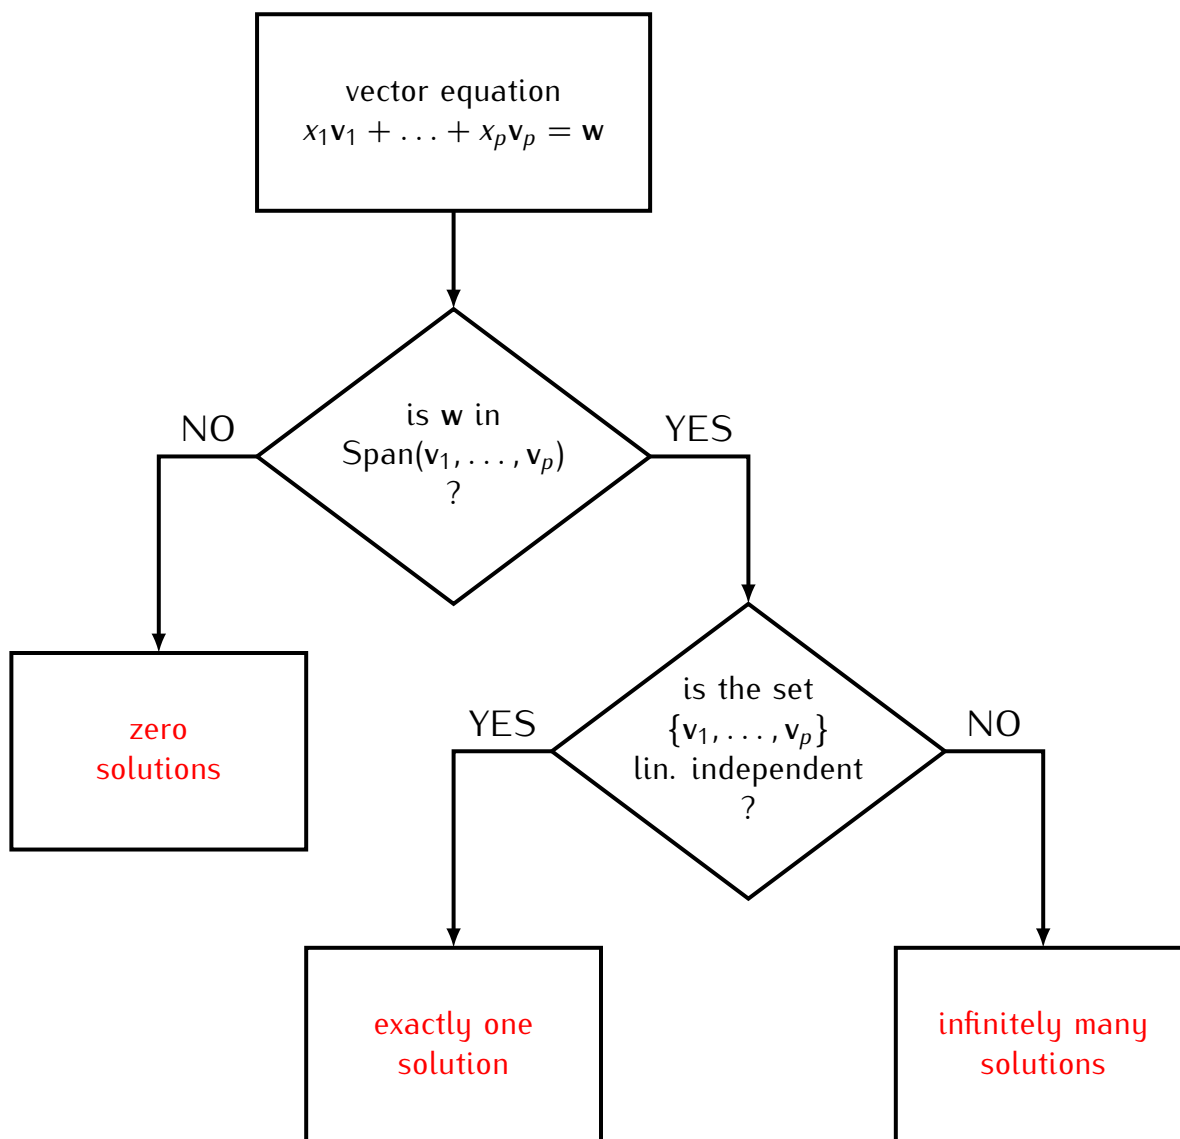 vector equation
x₁v₁ + . . . + xₚvₚ = w
NO
is w in
Span(v₁, . . . , vₚ)
?
YES
zero
solutions
YES
is the set
{v₁, . . . , vₚ}
lin. independent
?
NO
exactly one
solution
infinitely many
solutions